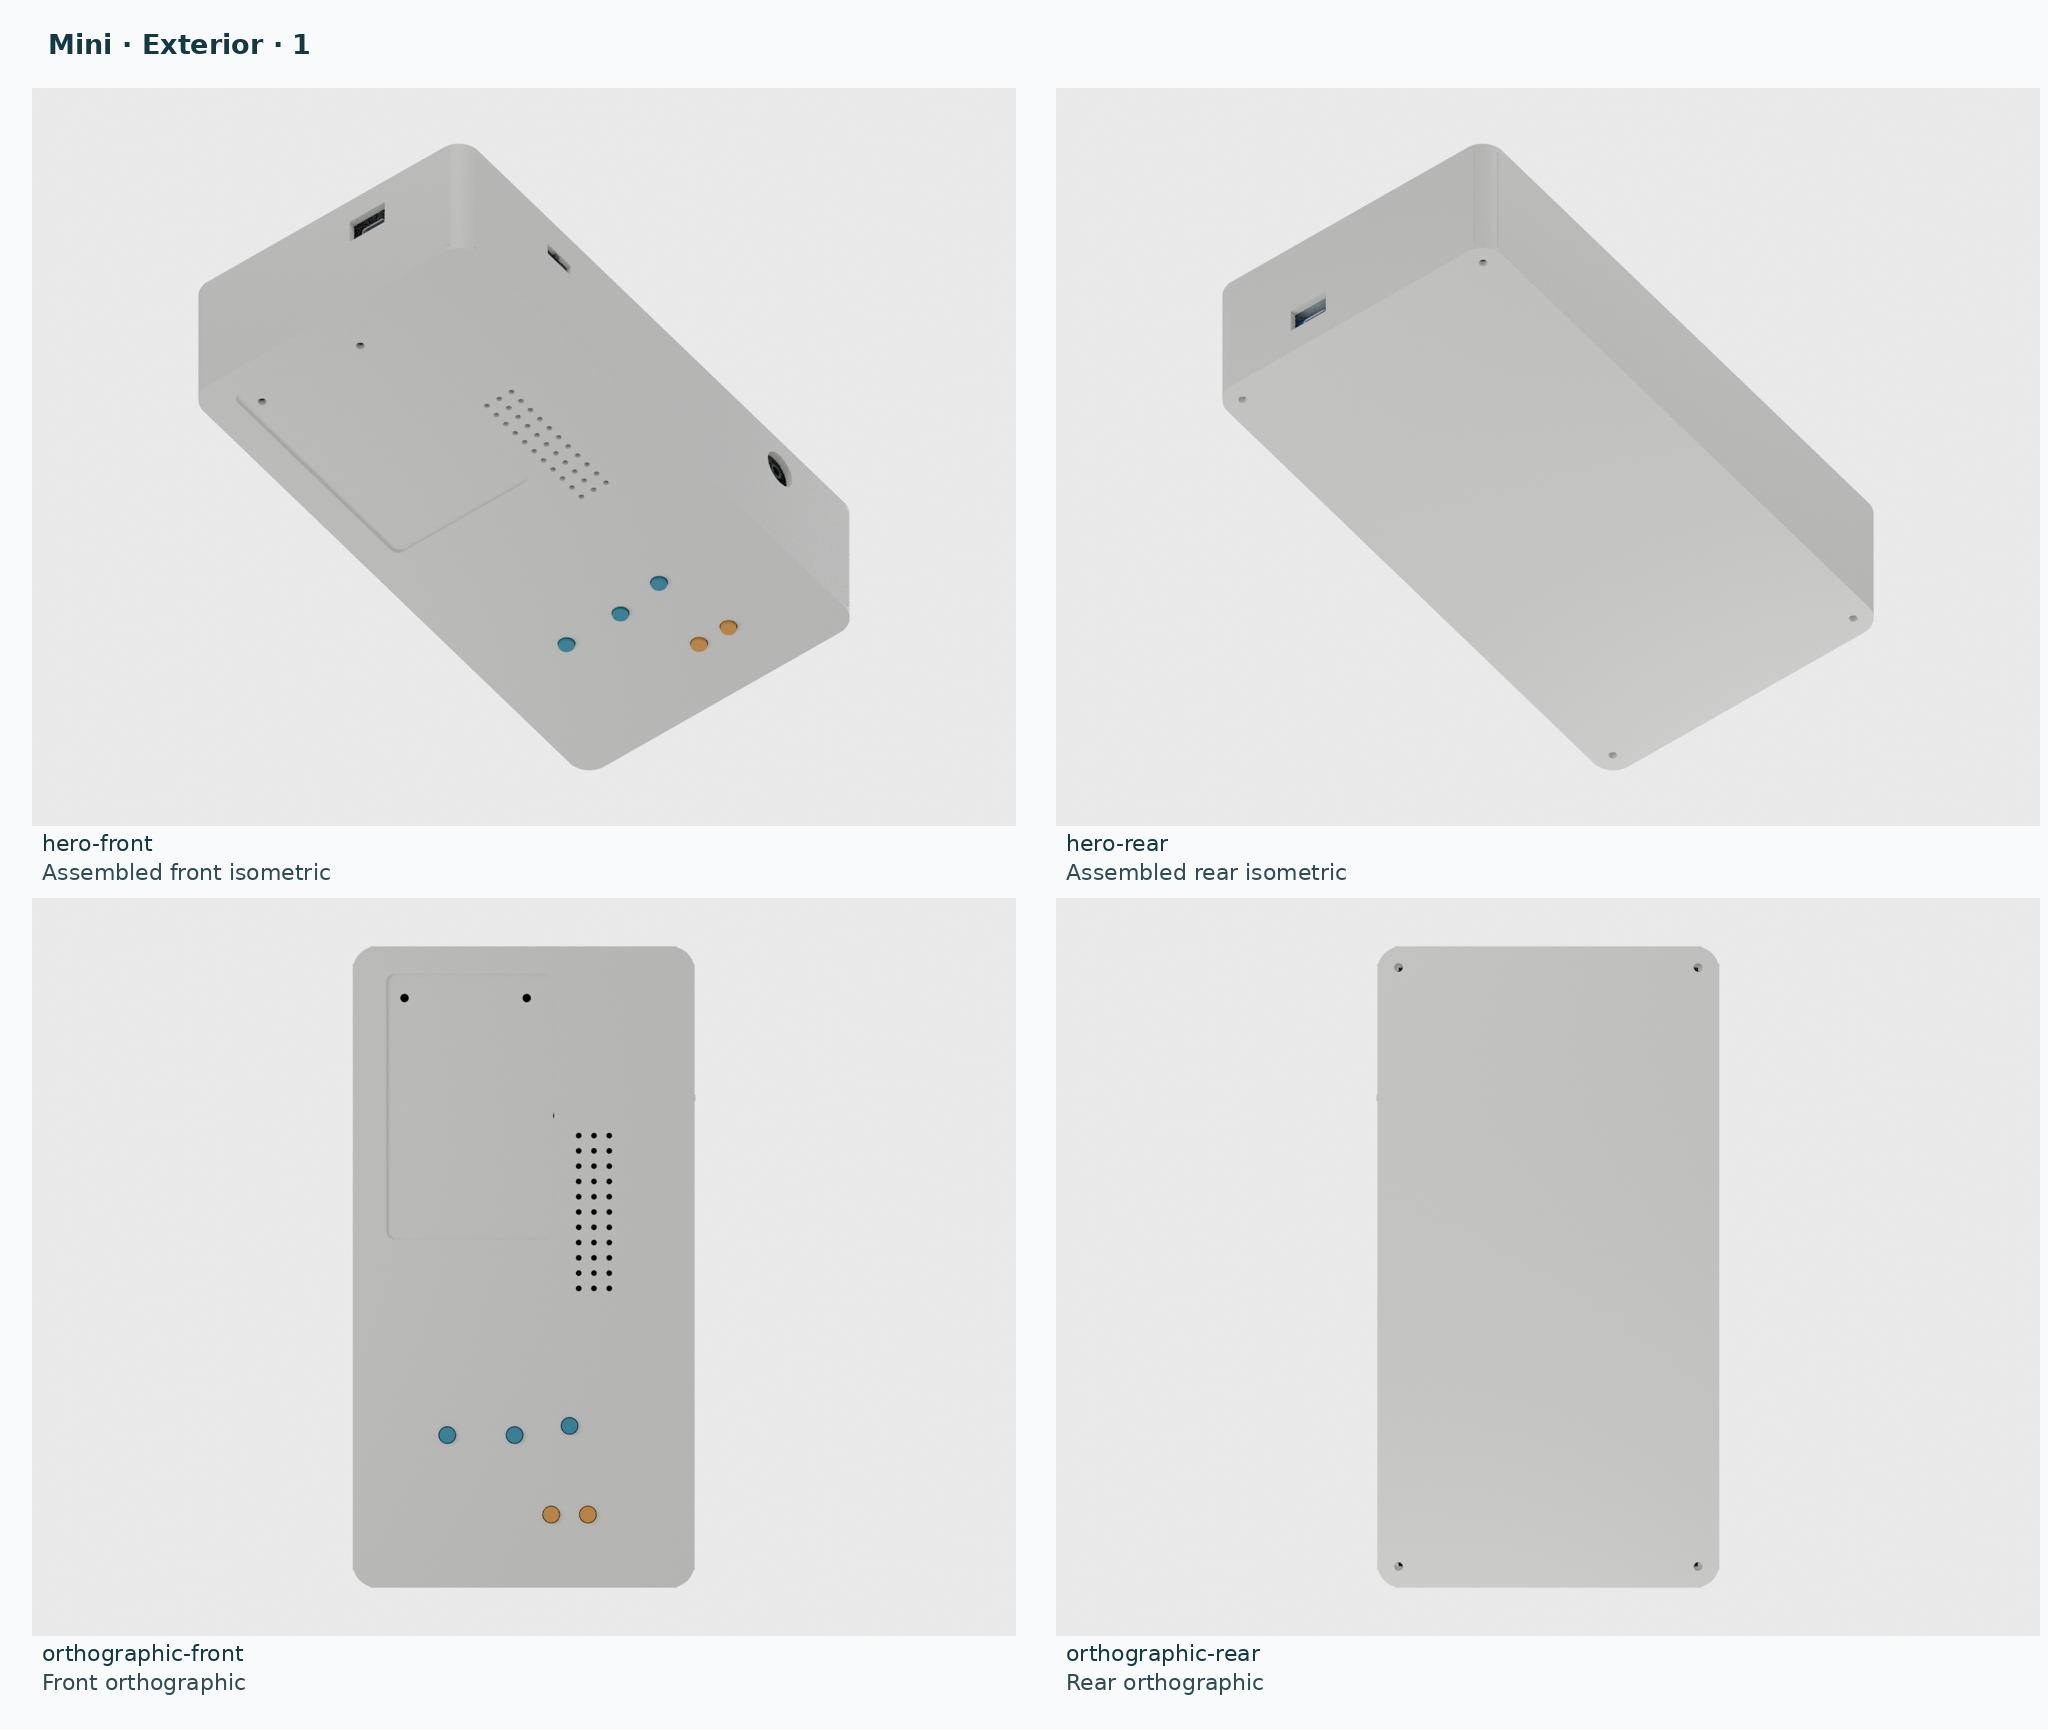 Mini · Exterior · 1
hero-front
Assembled front isometric
hero-rear
Assembled rear isometric
orthographic-front
Front orthographic
orthographic-rear
Rear orthographic